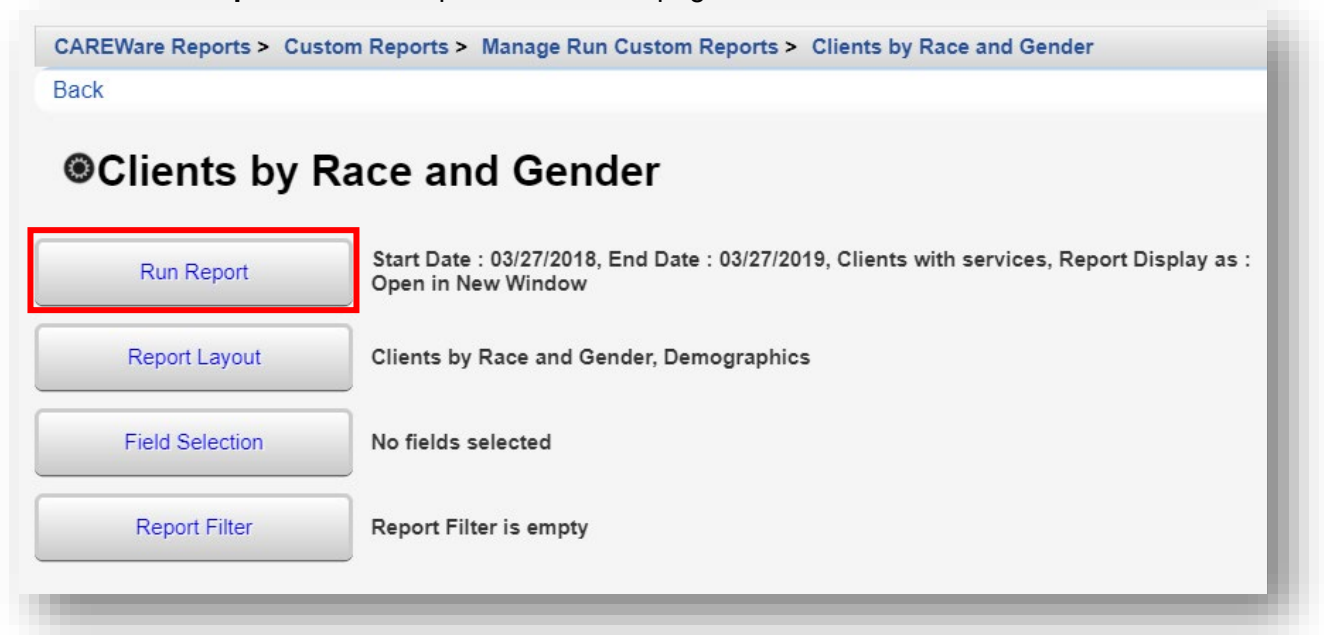 CAREWare Reports > Custom Reports > Manage Run Custom Reports > Clients by Race and Gender
Back
Clients by Race and Gender
Run Report
Start Date : 03/27/2018, End Date : 03/27/2019, Clients with services, Report Display as :
Open in New Window
Report Layout
Clients by Race and Gender, Demographics
Field Selection
No fields selected
Report Filter
Report Filter is empty